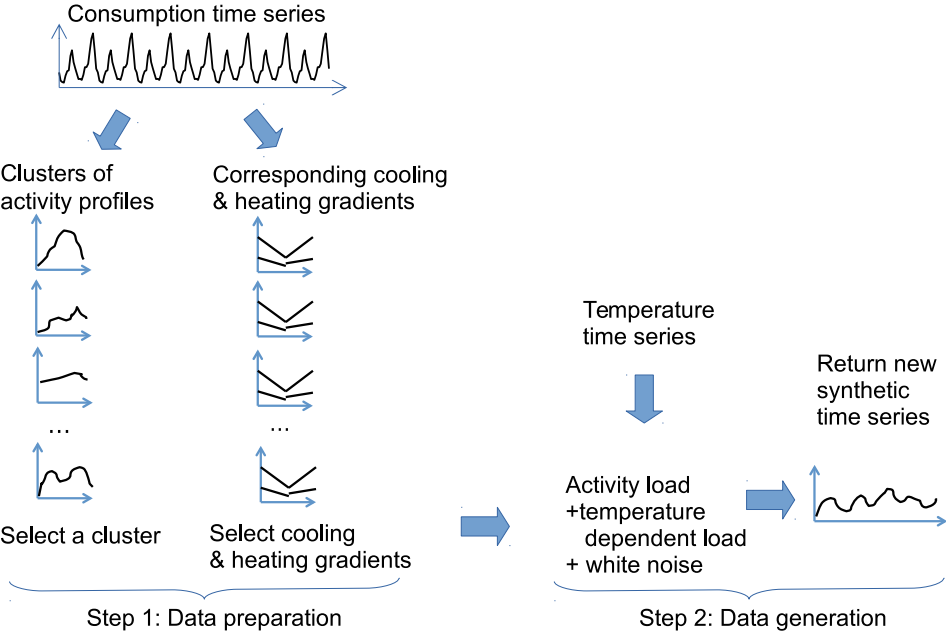 Consumption time series
Clusters of
activity profiles
Corresponding cooling
& heating gradients
...
...
Select a cluster
Select cooling
& heating gradients
Step 1: Data preparation
Temperature
time series
Activity load
+temperature
dependent load
+ white noise
Return new
synthetic
time series
Step 2: Data generation